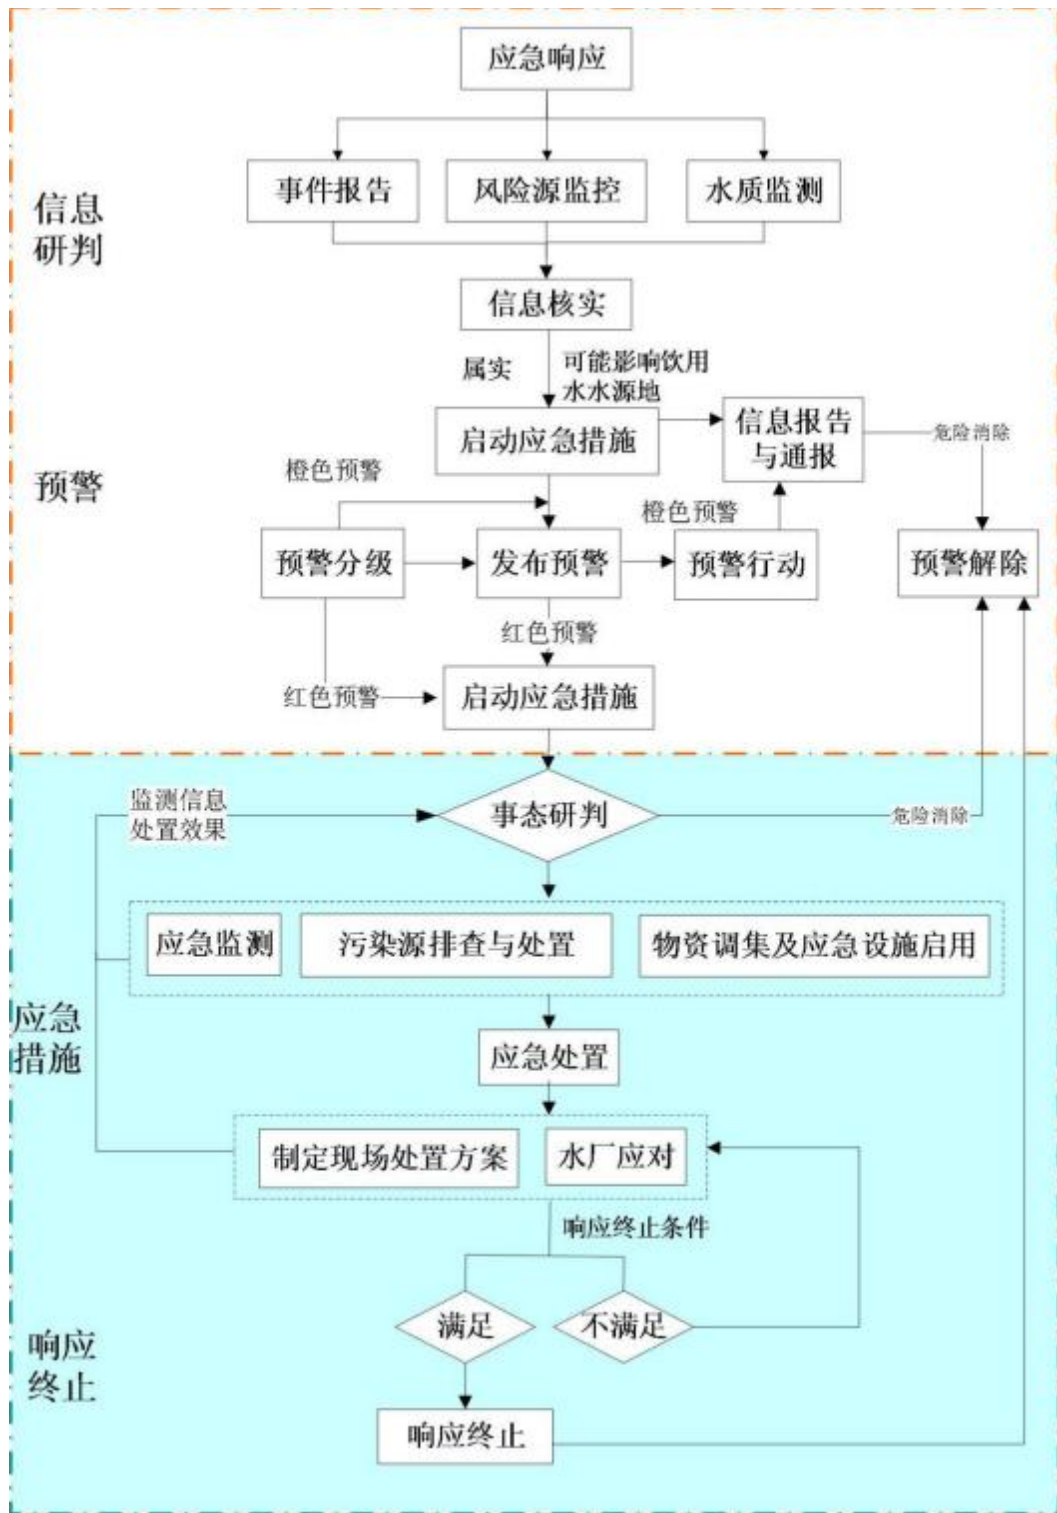 应急响应
事件报告
风险源监控
水质监测
信息
研判
信息核实
属实
可能影响饮用
水水源地
启动应急措施
信息报告
与通报
危险消除
预警
橙色预警
橙色预警
预警分级
发布预警
预警行动
预警解除
红色预警
红色预警
启动应急措施
监测信息
处置效果
事态研判
危险消除
应急监测
污染源排查与处置
物资调集及应急设施启用
应急
措施
应急处置
制定现场处置方案
水厂应对
响应终止条件
满足
不满足
响应
终止
响应终止